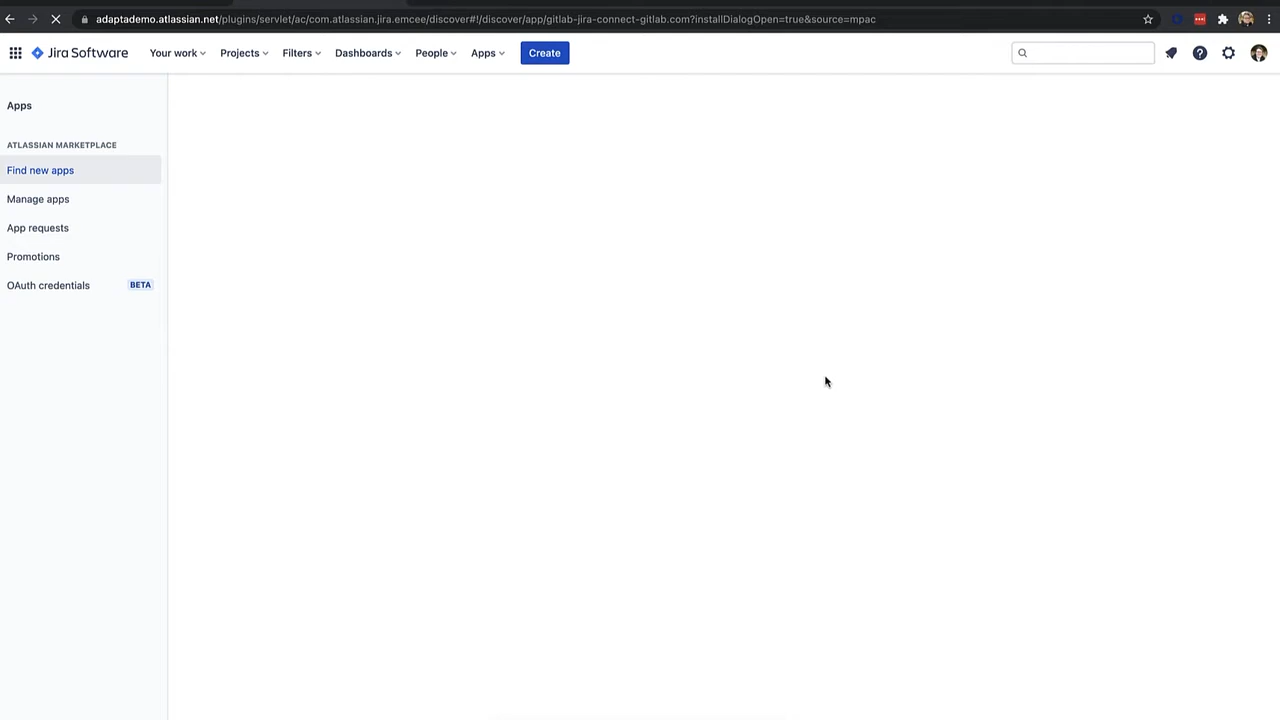 adaptademo.atlassian.net/plugins/servlet/ac/com.atlassian.jira.emcee/discover#!/discover/app/gitlab-jira-connect-gitlab.com?installDialogOpen=true&source=mpac
Jira Software Your work Projects Filters Dashboards People Apps Create
Apps
ATLASSIAN MARKETPLACE
Find new apps
Manage apps
App requests
Promotions
OAuth credentials BETA